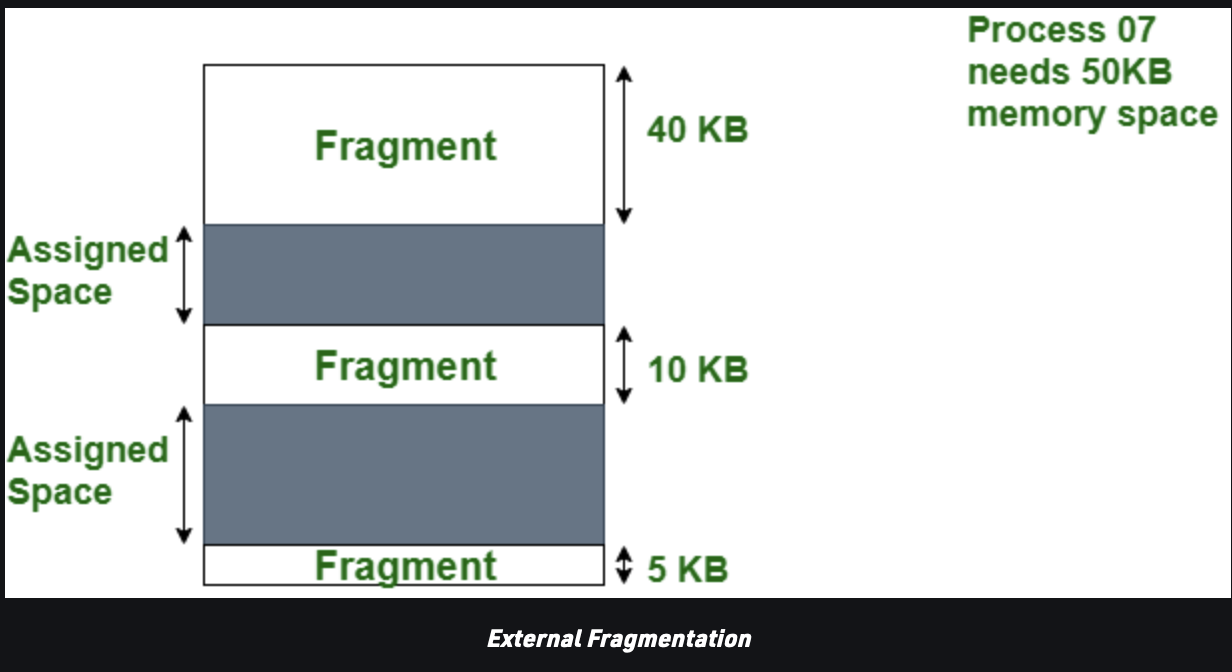 Process 07
needs 50KB
memory space
Fragment
40 KB
Assigned
Space
Fragment
10 KB
Assigned
Space
Fragment
5 KB
External Fragmentation